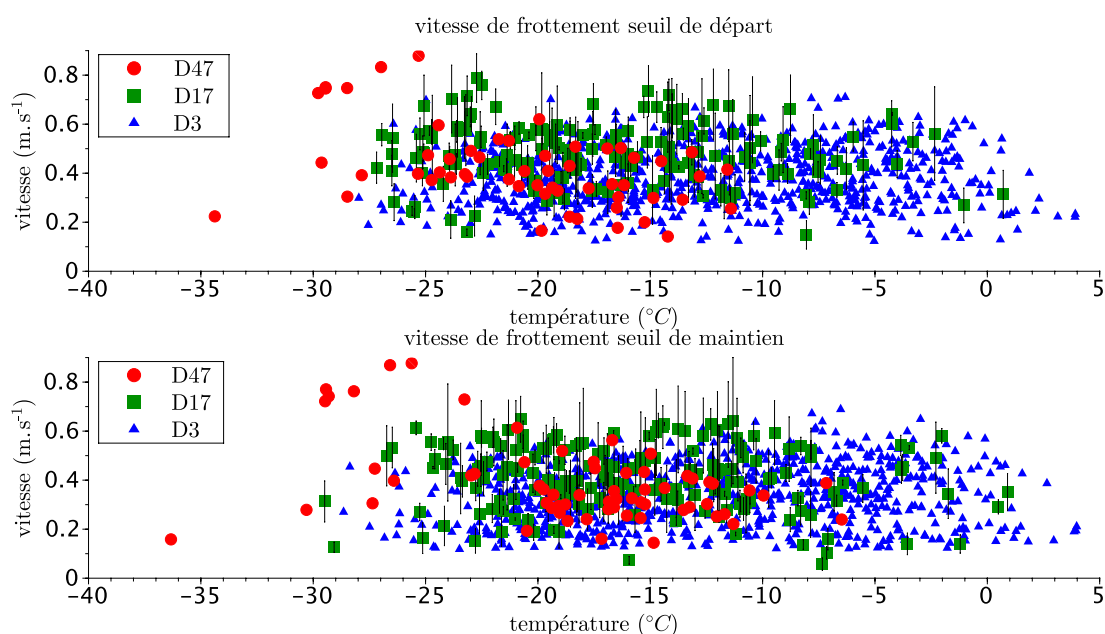 vitesse de frottement seuil de départ
D47
D17
D3
0.8
0.6
0.4
0.2
0
vitesse (m.s⁻¹)
−40 −35 −30 −25 −20 −15 −10 −5 0 5
température (°C)
vitesse de frottement seuil de maintien
D47
D17
D3
0.8
0.6
0.4
0.2
0
vitesse (m.s⁻¹)
−40 −35 −30 −25 −20 −15 −10 −5 0 5
température (°C)